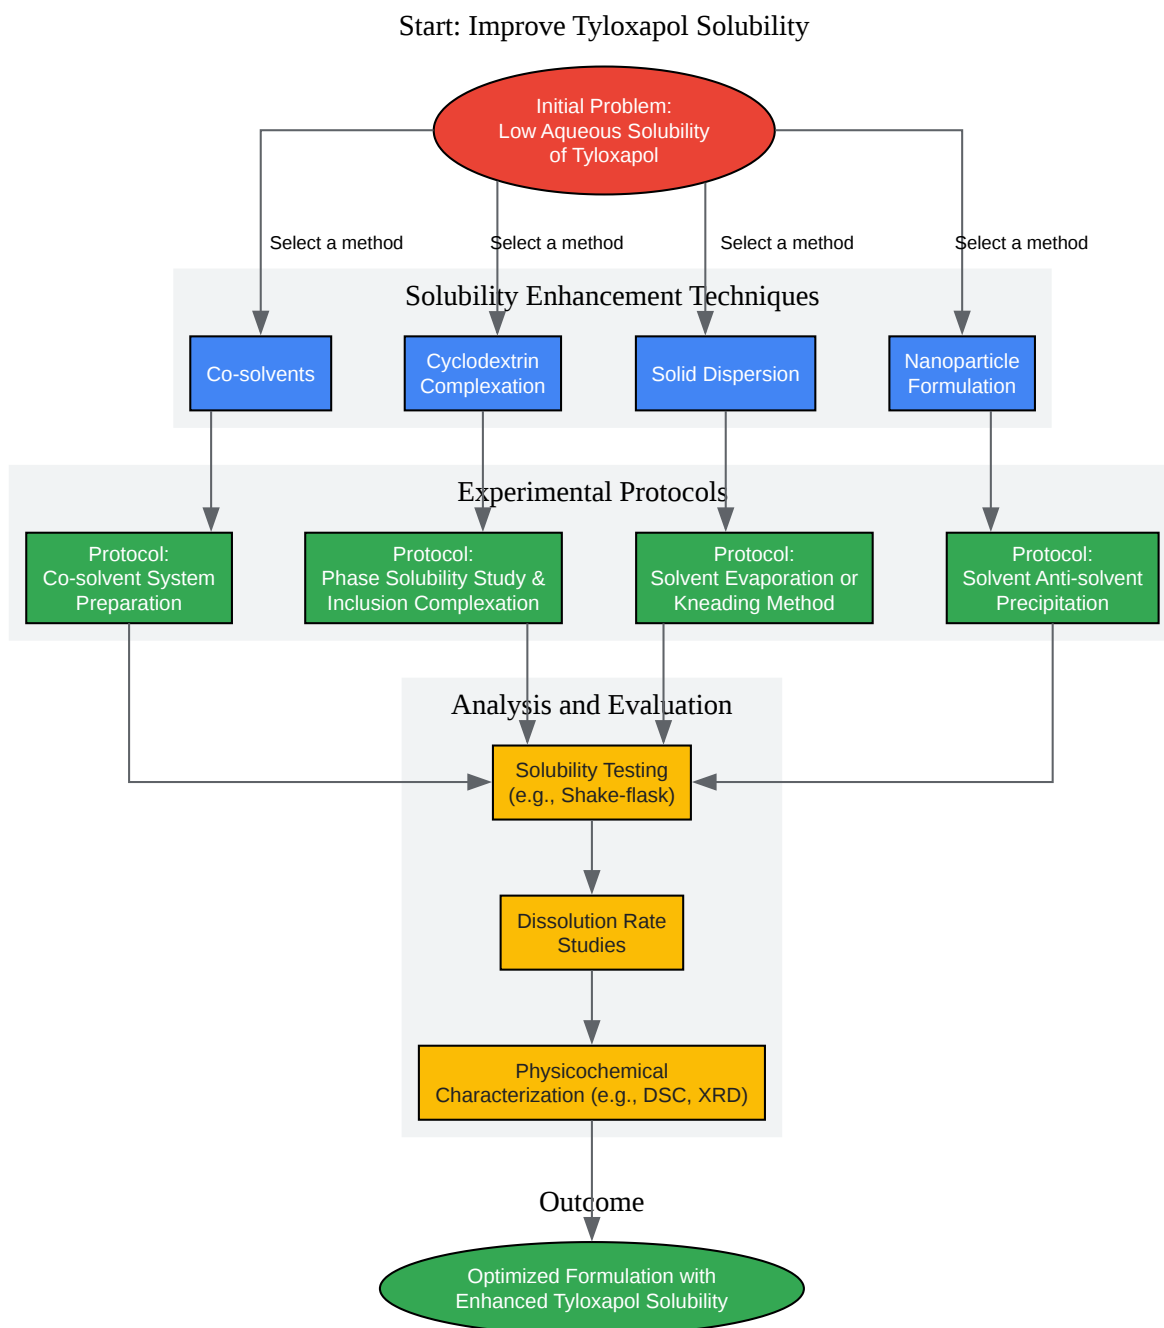 Start: Improve Tyloxapol Solubility
Initial Problem:
Low Aqueous Solubility
of Tyloxapol
Select a method
Select a method
Select a method
Select a method
Solubility Enhancement Techniques
Co-solvents
Cyclodextrin
Complexation
Solid Dispersion
Nanoparticle
Formulation
Experimental Protocols
Protocol:
Co-solvent System
Preparation
Protocol:
Phase Solubility Study &
Inclusion Complexation
Protocol:
Solvent Evaporation or
Kneading Method
Protocol:
Solvent Anti-solvent
Precipitation
Analysis and Evaluation
Solubility Testing
(e.g., Shake-flask)
Dissolution Rate
Studies
Physicochemical
Characterization (e.g., DSC, XRD)
Outcome
Optimized Formulation with
Enhanced Tyloxapol Solubility